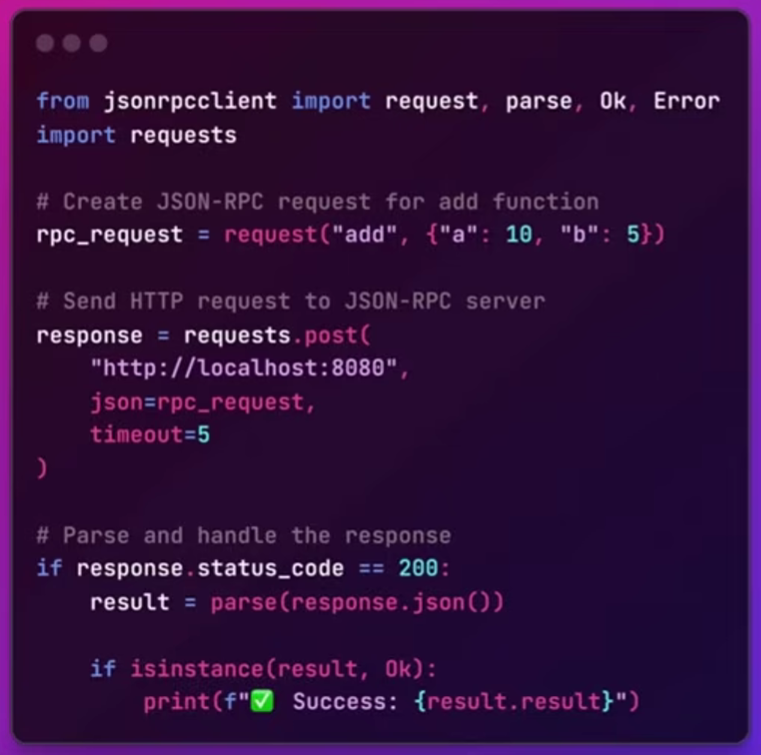 from jsonrpcclient import request, parse, Ok, Error
import requests

# Create JSON-RPC request for add function
rpc_request = request("add", {"a": 10, "b": 5})

# Send HTTP request to JSON-RPC server
response = requests.post(
    "http://localhost:8080",
    json=rpc_request,
    timeout=5
)

# Parse and handle the response
if response.status_code == 200:
    result = parse(response.json())

    if isinstance(result, Ok):
        print(f"✅ Success: {result.result}")